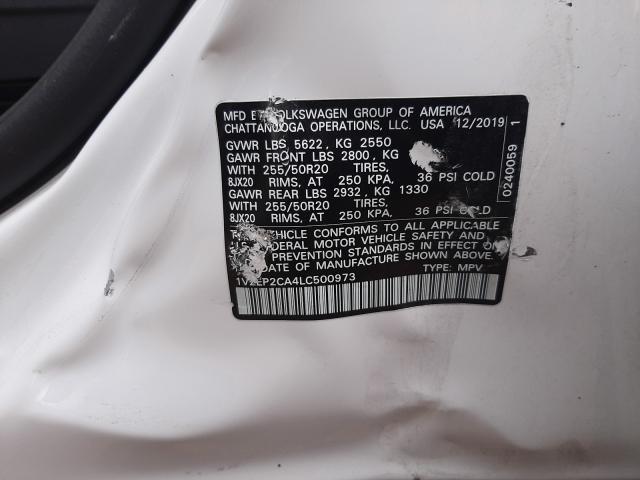 MFD BY VOLKSWAGEN GROUP OF AMERICA
CHATTANOOGA OPERATIONS, LLC. USA 12/2019
GVWR LBS 5622, KG 2550
GAWR FRONT LBS 2800, KG
WITH 255/50R20 TIRES,
8JX20 RIMS, AT 250 KPA, 36 PSI COLD
GAWR REAR LBS 2932, KG 1330
WITH 255/50R20 TIRES,
8JX20 RIMS, AT 250 KPA, 36 PSI COLD
VEHICLE CONFORMS TO ALL APPLICABLE
FEDERAL MOTOR VEHICLE SAFETY AND
PREVENTION STANDARDS IN EFFECT ON
DATE OF MANUFACTURE SHOWN ABOVE.
1V2EP2CA4LC500973 TYPE: MPV
0240059 1